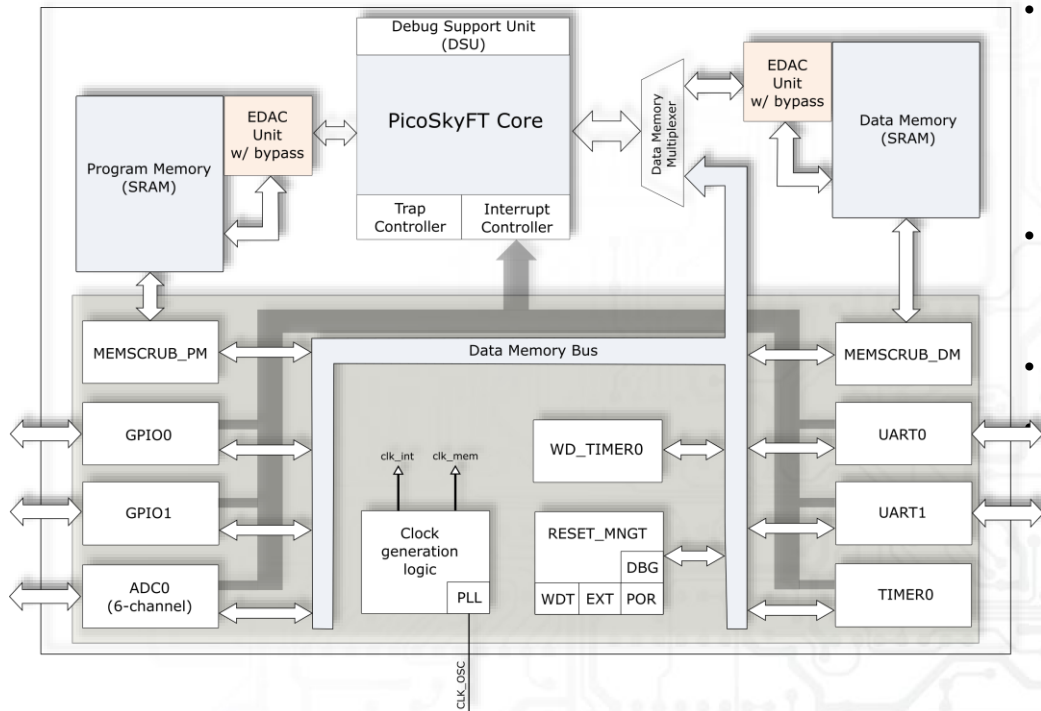 Debug Support Unit
(DSU)
PicoSkyFT Core
Trap
Controller
Interrupt
Controller
EDAC
Unit
w/ bypass
Program Memory
(SRAM)
Data Memory
Multiplexer
EDAC
Unit
w/ bypass
Data Memory
(SRAM)
MEMSCRUB_PM
Data Memory Bus
MEMSCRUB_DM
GPIO0
WD_TIMER0
UART0
clk_int
clk_mem
GPIO1
Clock
generation
logic
PLL
RESET_MNGT
DBG
WDT
EXT
POR
UART1
ADC0
(6-channel)
TIMER0
CLK_OSC